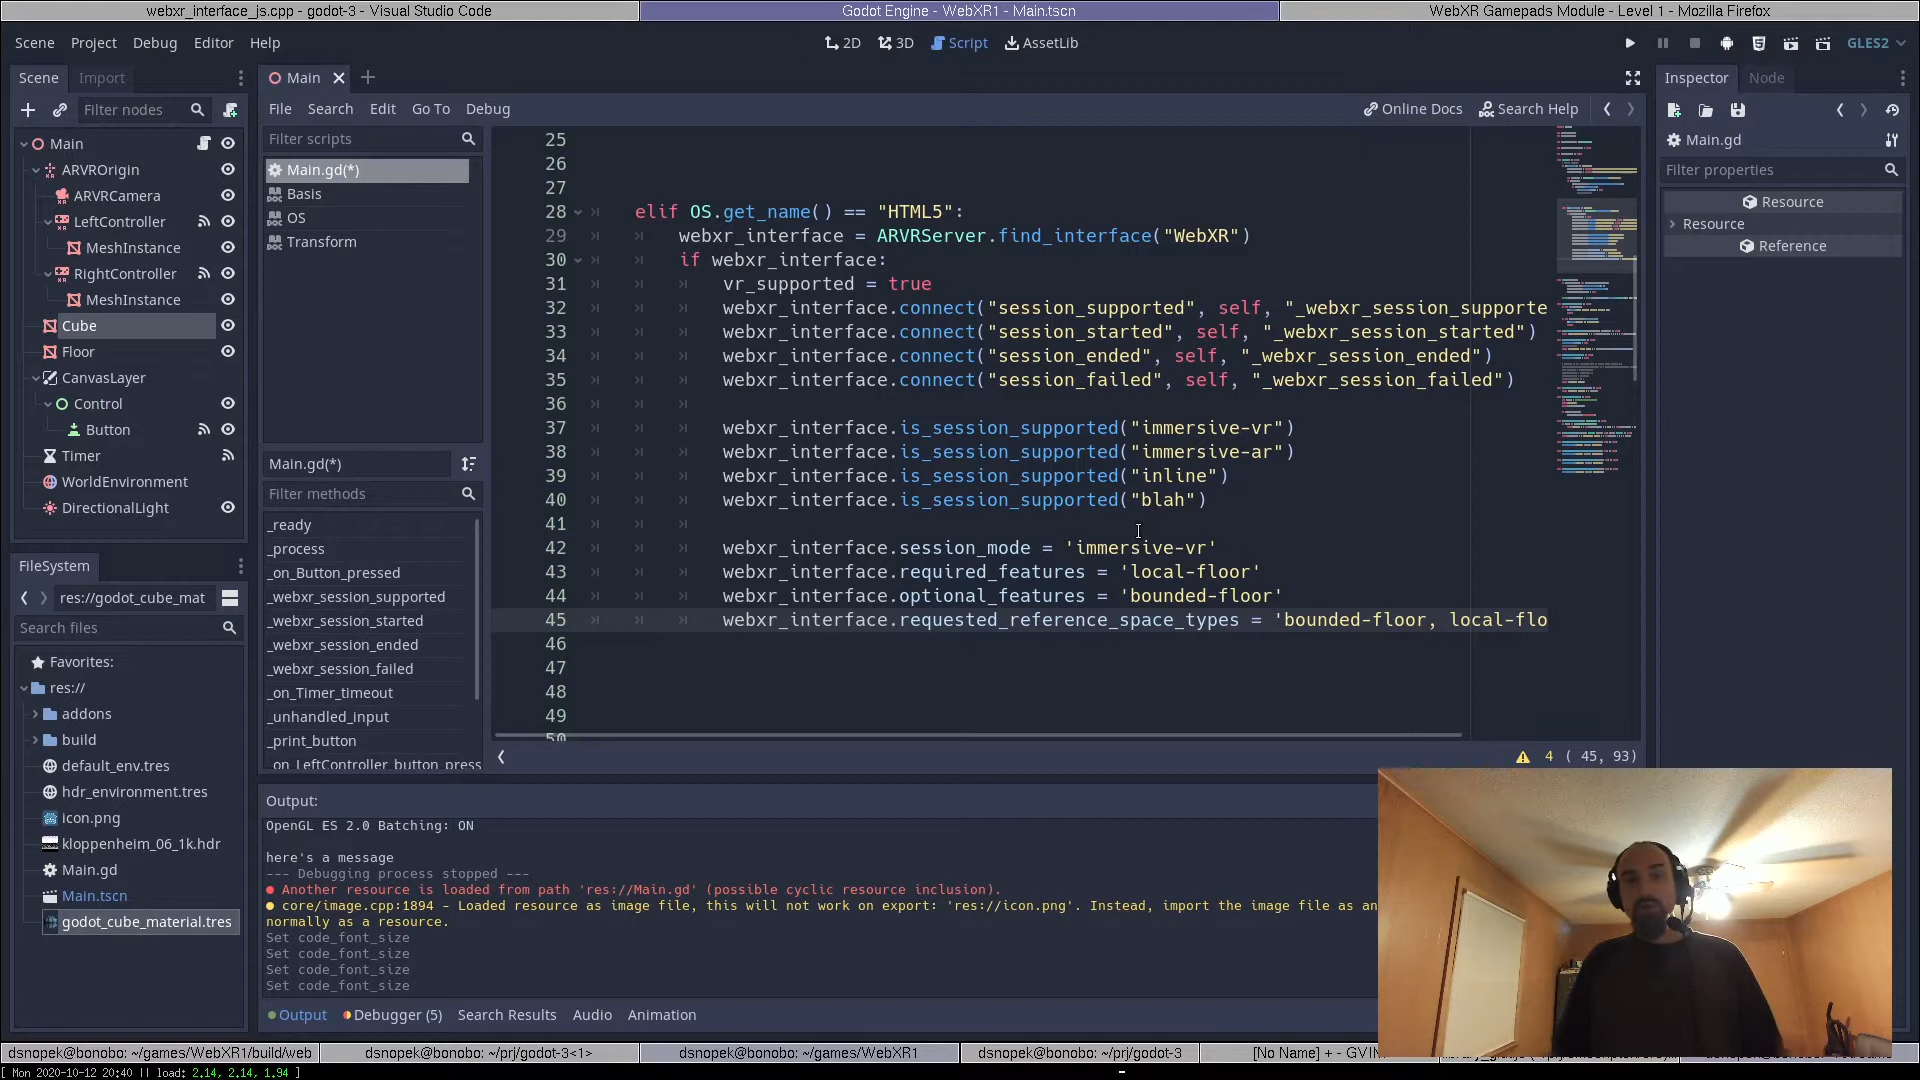 webxr_interface_js.cpp - godot-3 - Visual Studio Code
Godot Engine - WebXR1 - Main.tscn
WebXR Gamepads Module - Level 1 - Mozilla Firefox
Scene Project Debug Editor Help
2D 3D Script AssetLib
GLES2
Scene Import
Filter nodes
Main
ARVROrigin
ARVRCamera
LeftController
MeshInstance
RightController
MeshInstance
Cube
Floor
CanvasLayer
Control
Button
Timer
WorldEnvironment
DirectionalLight
FileSystem
res://godot_cube_mat
Search files
Favorites:
res://
addons
build
default_env.tres
hdr_environment.tres
icon.png
kloppenheim_06_1k.hdr
Main.gd
Main.tscn
godot_cube_material.tres
Main
File Search Edit Go To Debug
Online Docs Search Help
Filter scripts
Main.gd(*)
Basis
OS
Transform
Main.gd(*)
Filter methods
_ready
_process
_on_Button_pressed
_webxr_session_supported
_webxr_session_started
_webxr_session_ended
_webxr_session_failed
_on_Timer_timeout
_unhandled_input
_print_button
_on_LeftController_button_press
25
26
27
28 elif OS.get_name() == "HTML5":
29 webxr_interface = ARVRServer.find_interface("WebXR")
30 if webxr_interface:
31 vr_supported = true
32 webxr_interface.connect("session_supported", self, "_webxr_session_supporte
33 webxr_interface.connect("session_started", self, "_webxr_session_started")
34 webxr_interface.connect("session_ended", self, "_webxr_session_ended")
35 webxr_interface.connect("session_failed", self, "_webxr_session_failed")
36
37 webxr_interface.is_session_supported("immersive-vr")
38 webxr_interface.is_session_supported("immersive-ar")
39 webxr_interface.is_session_supported("inline")
40 webxr_interface.is_session_supported("blah")
41
42 webxr_interface.session_mode = 'immersive-vr'
43 webxr_interface.required_features = 'local-floor'
44 webxr_interface.optional_features = 'bounded-floor'
45 webxr_interface.requested_reference_space_types = 'bounded-floor, local-flo
46
47
48
49
50
4 ( 45, 93)
Output:
OpenGL ES 2.0 Batching: ON
here's a message
--- Debugging process stopped ---
Another resource is loaded from path 'res://Main.gd' (possible cyclic resource inclusion).
core/image.cpp:1894 - Loaded resource as image file, this will not work on export: 'res://icon.png'. Instead, import the image file as an
normally as a resource.
Set code_font_size
Set code_font_size
Set code_font_size
Set code_font_size
Output Debugger (5) Search Results Audio Animation
Inspector Node
Main.gd
Filter properties
Resource
Resource
Reference
dsnopek@bonobo: ~/games/WebXR1/build/web
dsnopek@bonobo: ~/prj/godot-3<1>
dsnopek@bonobo: ~/games/WebXR1
dsnopek@bonobo: ~/prj/godot-3
[No Name] + - GVIM
[ Mon 2020-10-12 20:40 || load: 2.14, 2.14, 1.94 ]